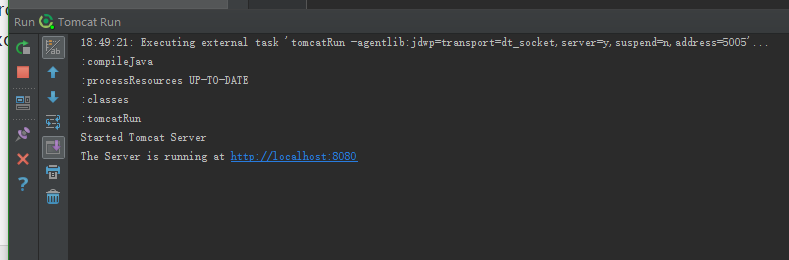 Run Tomcat Run
18:49:21: Executing external task 'tomcatRun -agentlib:jdwp=transport=dt_socket,server=y,suspend=n,address=5005'...
:compileJava
:processResources UP-TO-DATE
:classes
:tomcatRun
Started Tomcat Server
The Server is running at http://localhost:8080